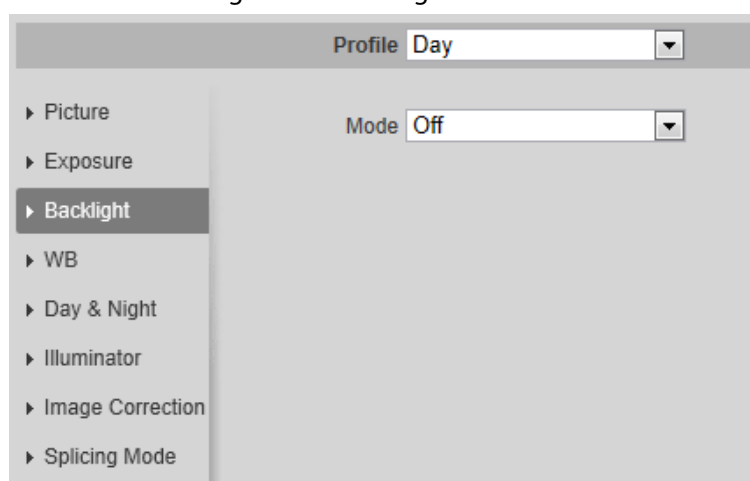 Profile Day
Picture
Mode Off
Exposure
Backlight
WB
Day & Night
Illuminator
Image Correction
Splicing Mode